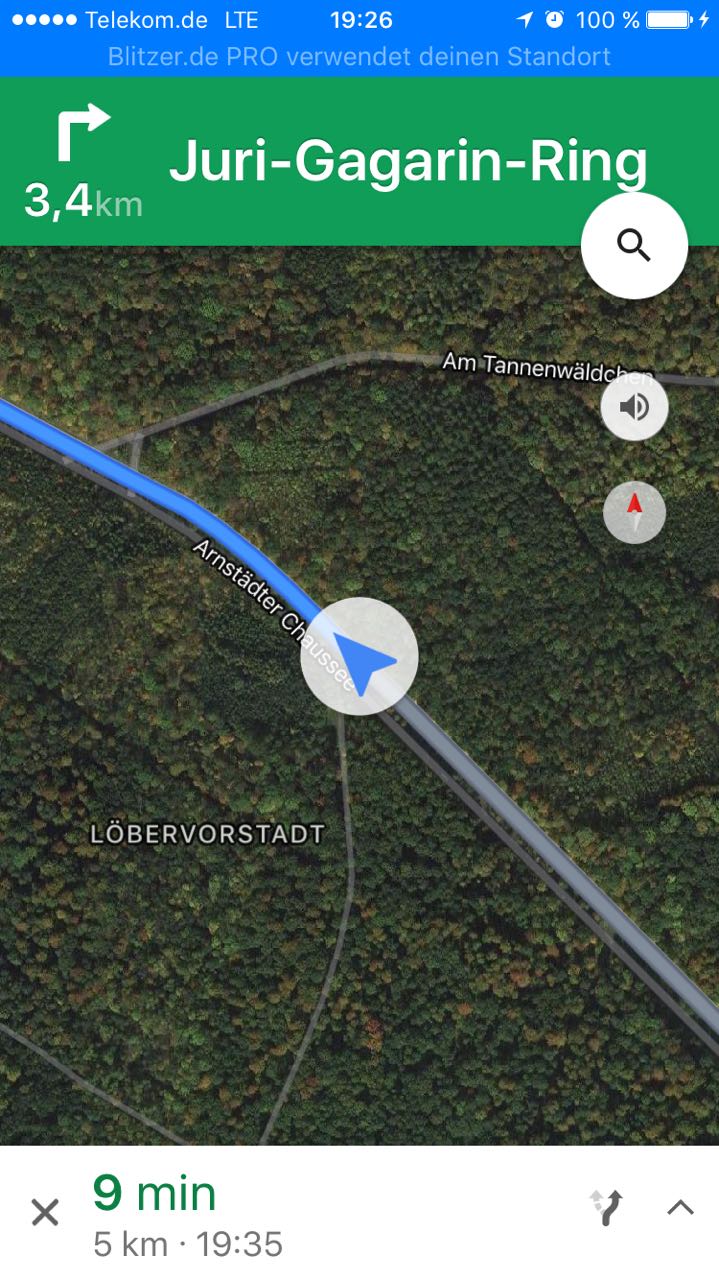 Telekom.de LTE 19:26 100 %
Blitzer.de PRO verwendet deinen Standort
Juri-Gagarin-Ring
3,4km
Am Tannenwäldchen
Arnstädter Chaussee
LÖBERVORSTADT
9 min
5 km · 19:35